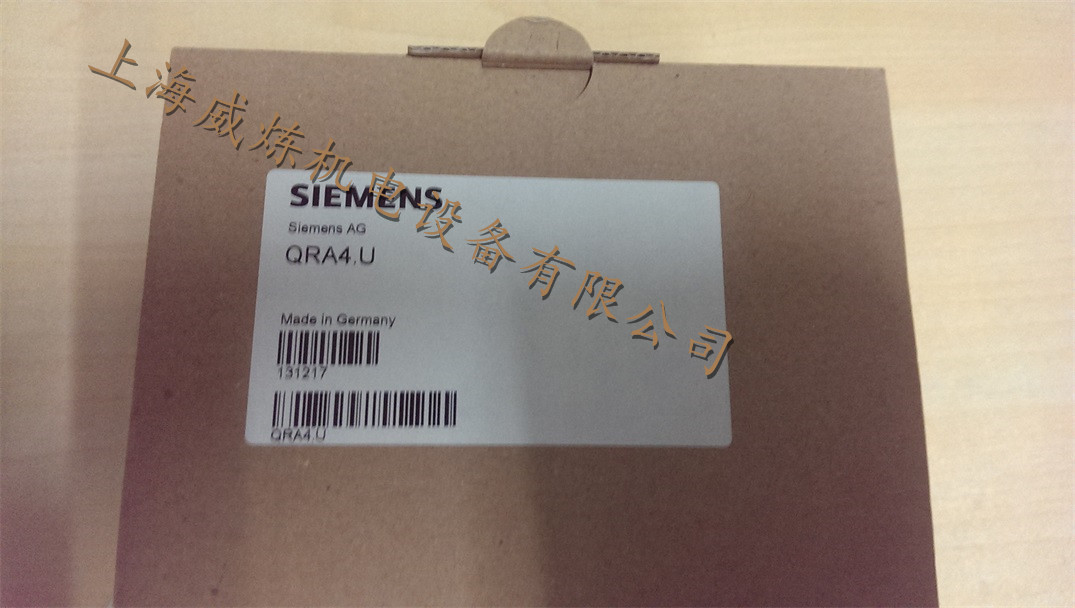 上海威炼机电设备有限公司
SIEMENS
Siemens AG
QRA4.U
Made in Germany
131217
QRA4.U